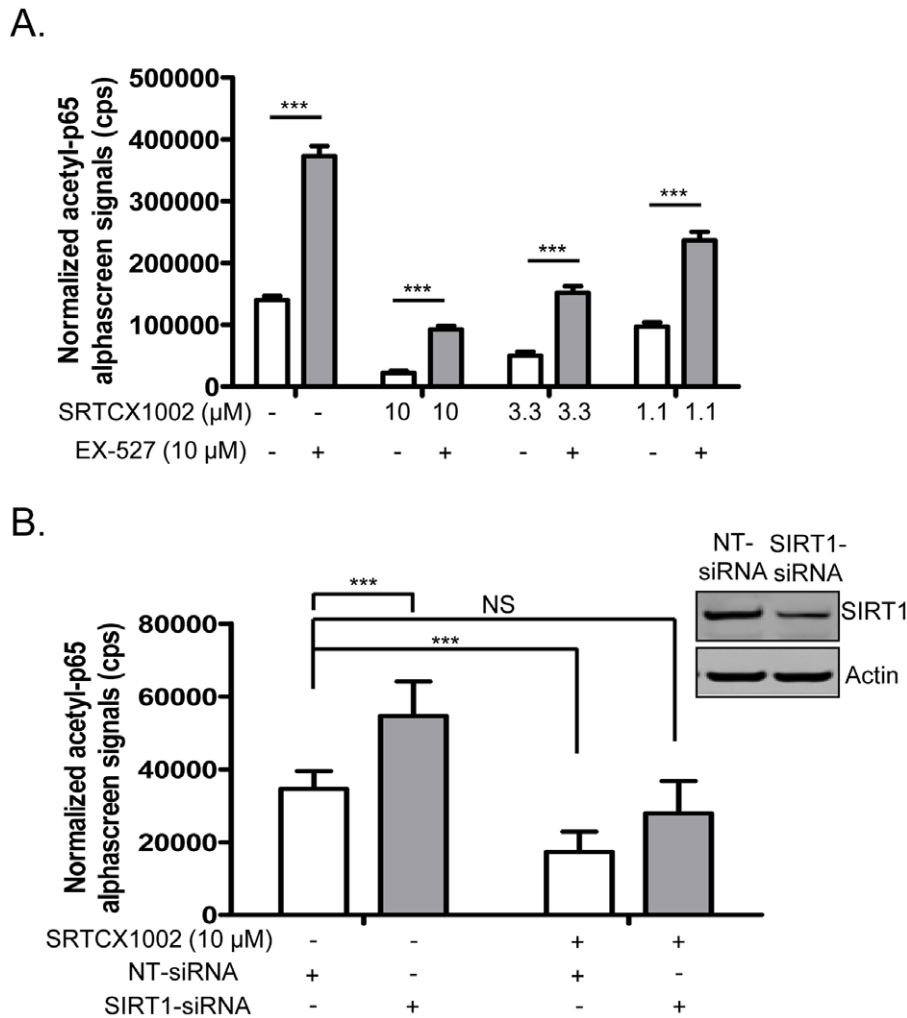 A.
Normalized acetyl-p65
alphascreen signals (cps)
500000
400000
300000
200000
100000
0
*** *** *** ***
SRTCX1002 (µM) - - 10 10 3.3 3.3 1.1 1.1
EX-527 (10 µM) - + - + - + - +
B.
NT-siRNA SIRT1-siRNA
SIRT1
Actin
Normalized acetyl-p65
alphascreen signals (cps)
80000
60000
40000
20000
0
***
NS
***
SRTCX1002 (10 µM) - - + +
NT-siRNA + - + -
SIRT1-siRNA - + - +